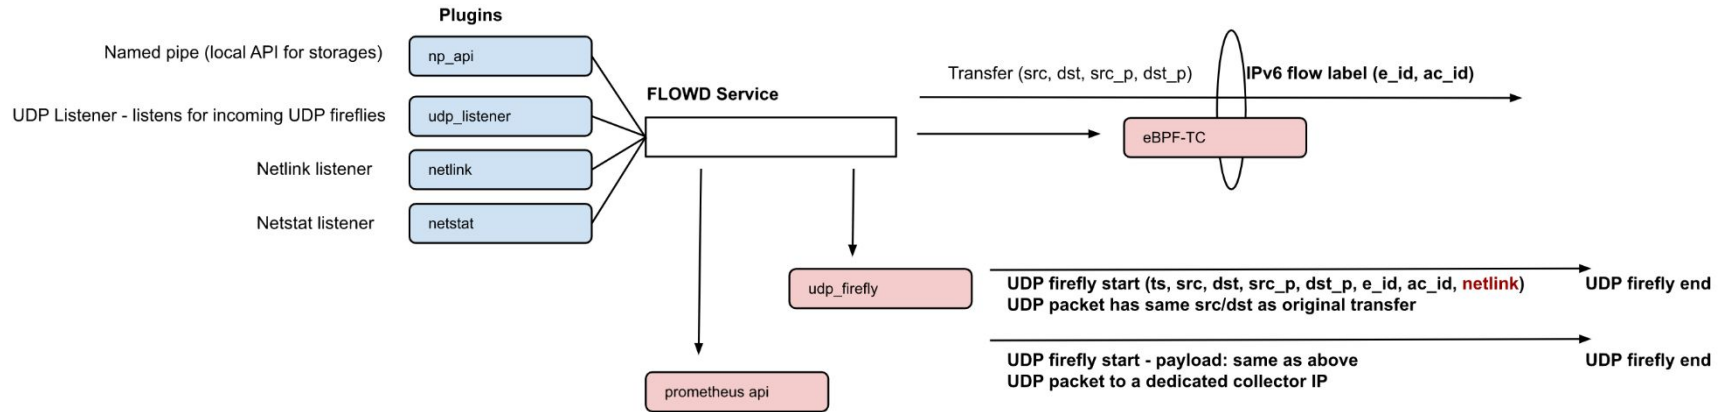 Plugins
Named pipe (local API for storages)
np_api
UDP Listener - listens for incoming UDP fireflies
udp_listener
Netlink listener
netlink
Netstat listener
netstat
FLOWD Service
Transfer (src, dst, src_p, dst_p)
IPv6 flow label (e_id, ac_id)
eBPF-TC
udp_firefly
UDP firefly start (ts, src, dst, src_p, dst_p, e_id, ac_id, netlink)
UDP packet has same src/dst as original transfer
UDP firefly end
UDP firefly start - payload: same as above
UDP packet to a dedicated collector IP
UDP firefly end
prometheus api